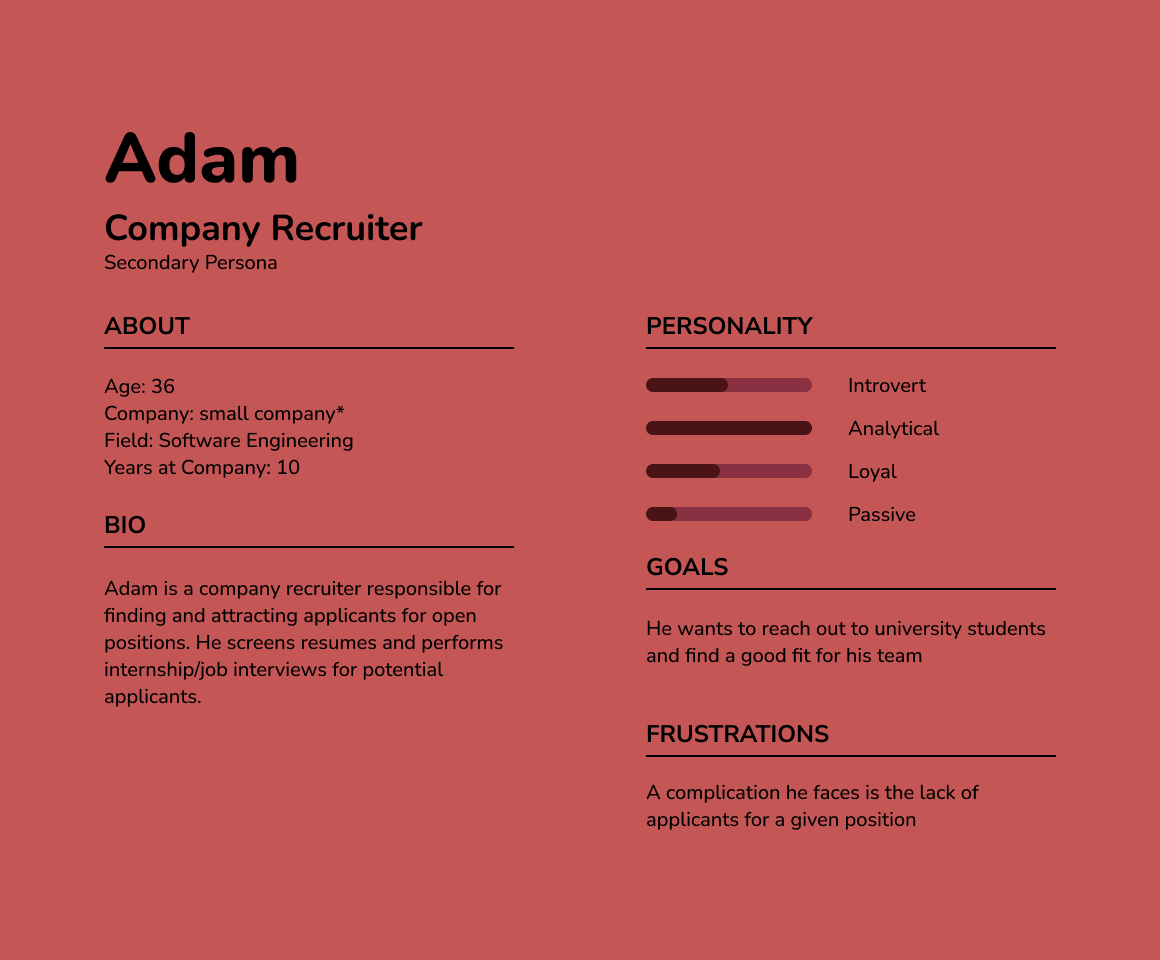 Adam
Company Recruiter
Secondary Persona
ABOUT
Age: 36
Company: small company*
Field: Software Engineering
Years at Company: 10
BIO
Adam is a company recruiter responsible for
finding and attracting applicants for open
positions. He screens resumes and performs
internship/job interviews for potential
applicants.
PERSONALITY
Introvert
Analytical
Loyal
Passive
GOALS
He wants to reach out to university students
and find a good fit for his team
FRUSTRATIONS
A complication he faces is the lack of
applicants for a given position